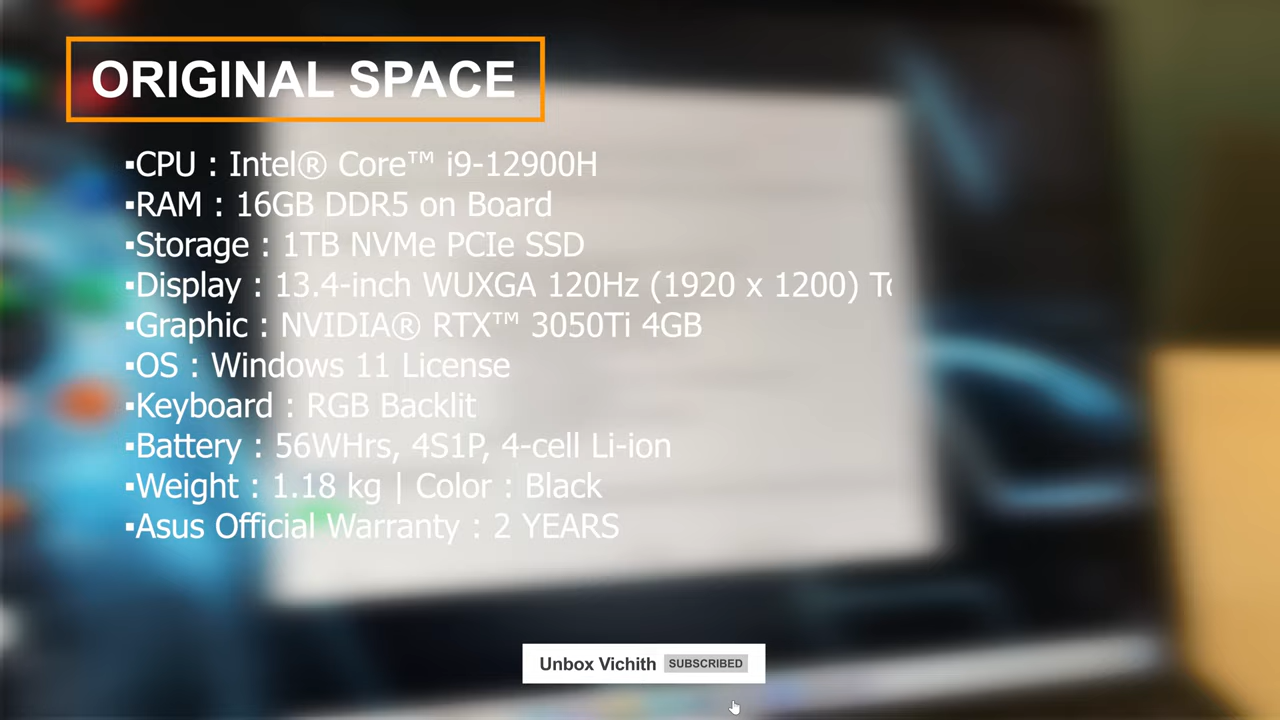 ORIGINAL SPACE
▪CPU : Intel® Core™ i9-12900H
▪RAM : 16GB DDR5 on Board
▪Storage : 1TB NVMe PCIe SSD
▪Display : 13.4-inch WUXGA 120Hz (1920 x 1200)
▪Graphic : NVIDIA® RTX™ 3050Ti 4GB
▪OS : Windows 11 License
▪Keyboard : RGB Backlit
▪Battery : 56WHrs, 4S1P, 4-cell Li-ion
▪Weight : 1.18 kg | Color : Black
▪Asus Official Warranty : 2 YEARS
Unbox Vichith SUBSCRIBED